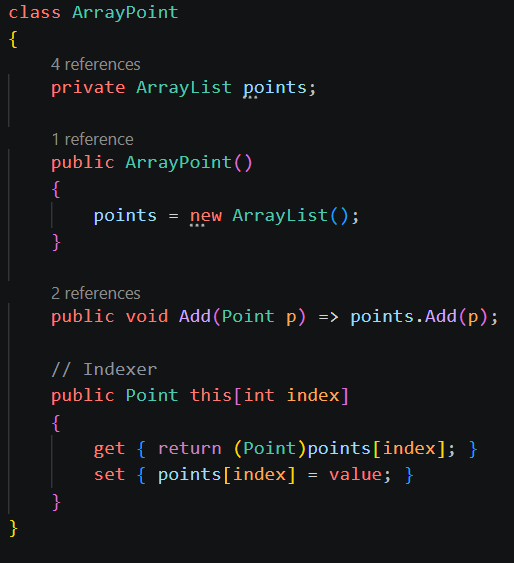 class ArrayPoint
{
4 references
private ArrayList points;
1 reference
public ArrayPoint()
{
points = new ArrayList();
}
2 references
public void Add(Point p) => points.Add(p);
// Indexer
public Point this[int index]
{
get { return (Point)points[index]; }
set { points[index] = value; }
}
}